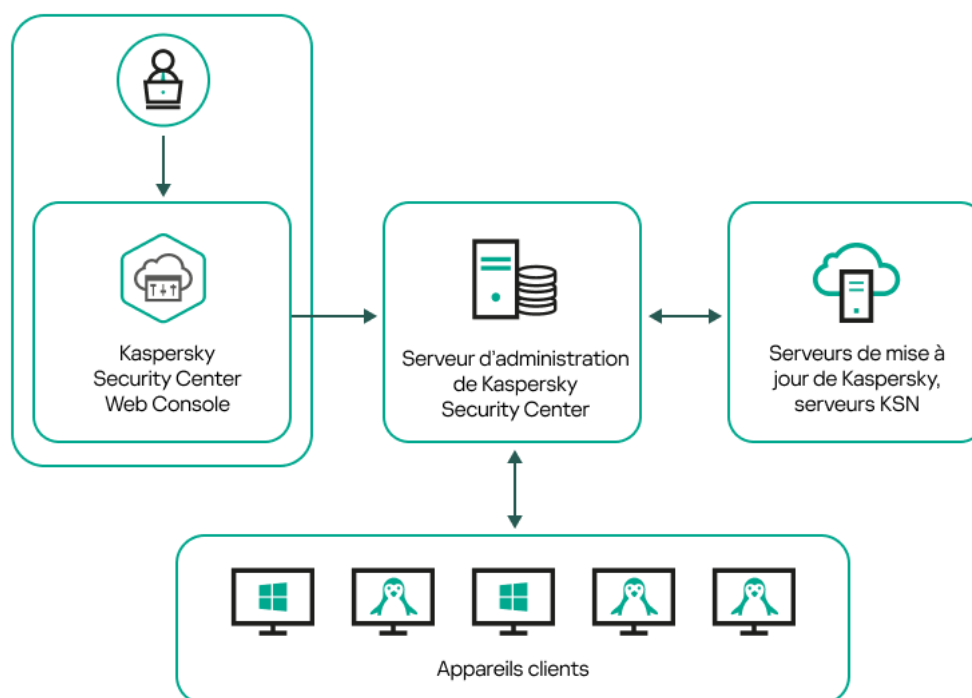 Kaspersky
Security Center
Web Console
Serveur d'administration
de Kaspersky
Security Center
Serveurs de mise à
jour de Kaspersky,
serveurs KSN
Appareils clients